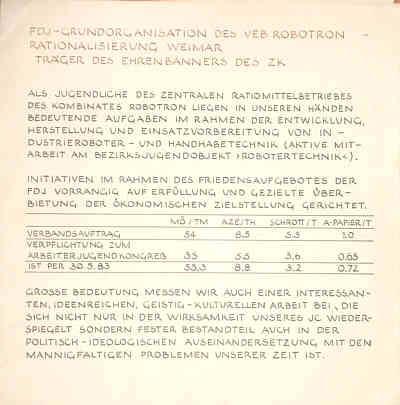 FDJ-GRUNDORGANISATION DES VEB ROBOTRON -
RATIONALISIERUNG WEIMAR
TRÄGER DES EHRENBANNERS DES ZK
ALS JUGENDLICHE DES ZENTRALEN RATIOMITTELBETRIEBES
DES KOMBINATES ROBOTRON LIEGEN IN UNSEREN HÄNDEN
BEDEUTENDE AUFGABEN IM RAHMEN DER ENTWICKLUNG,
HERSTELLUNG UND EINSATZVORBEREITUNG VON IN-
DUSTRIEROBOTER- UND HANDHABETECHNIK (AKTIVE MIT-
ARBEIT AM BEZIRKSJUGENDOBJEKT ›ROBOTERTECHNIK‹).
INITIATIVEN IM RAHMEN DES FRIEDENSAUFGEBOTES DER
FDJ VORRANGIG AUF ERFÜLLUNG UND GEZIELTE ÜBER-
BIETUNG DER ÖKONOMISCHEN ZIELSTELLUNG GERICHTET.
MÖ/TM AZE/TH SCHROTT/T A-PAPIER/T
VERBANDSAUFTRAG 54 8.5 5.5 1.0
VERPFLICHTUNG ZUM
ARBEITERJUGENDKONGREß 35 5.5 3,6 0.65
IST PER 30.5.83 53,3 8.8 3.2 0.72
GROSSE BEDEUTUNG MESSEN WIR AUCH EINER INTERESSAN-
TEN, IDEENREICHEN, GEISTIG-KULTURELLEN ARBEIT BEI, DIE
SICH NICHT NUR IN DER WIRKSAMKEIT UNSERES JC WIEDER-
SPIEGELT SONDERN FESTER BESTANDTEIL AUCH IN DER
POLITISCH-IDEOLOGISCHEN AUSEINANDERSETZUNG MIT DEN
MANNIGFALTIGEN PROBLEMEN UNSERER ZEIT IST.